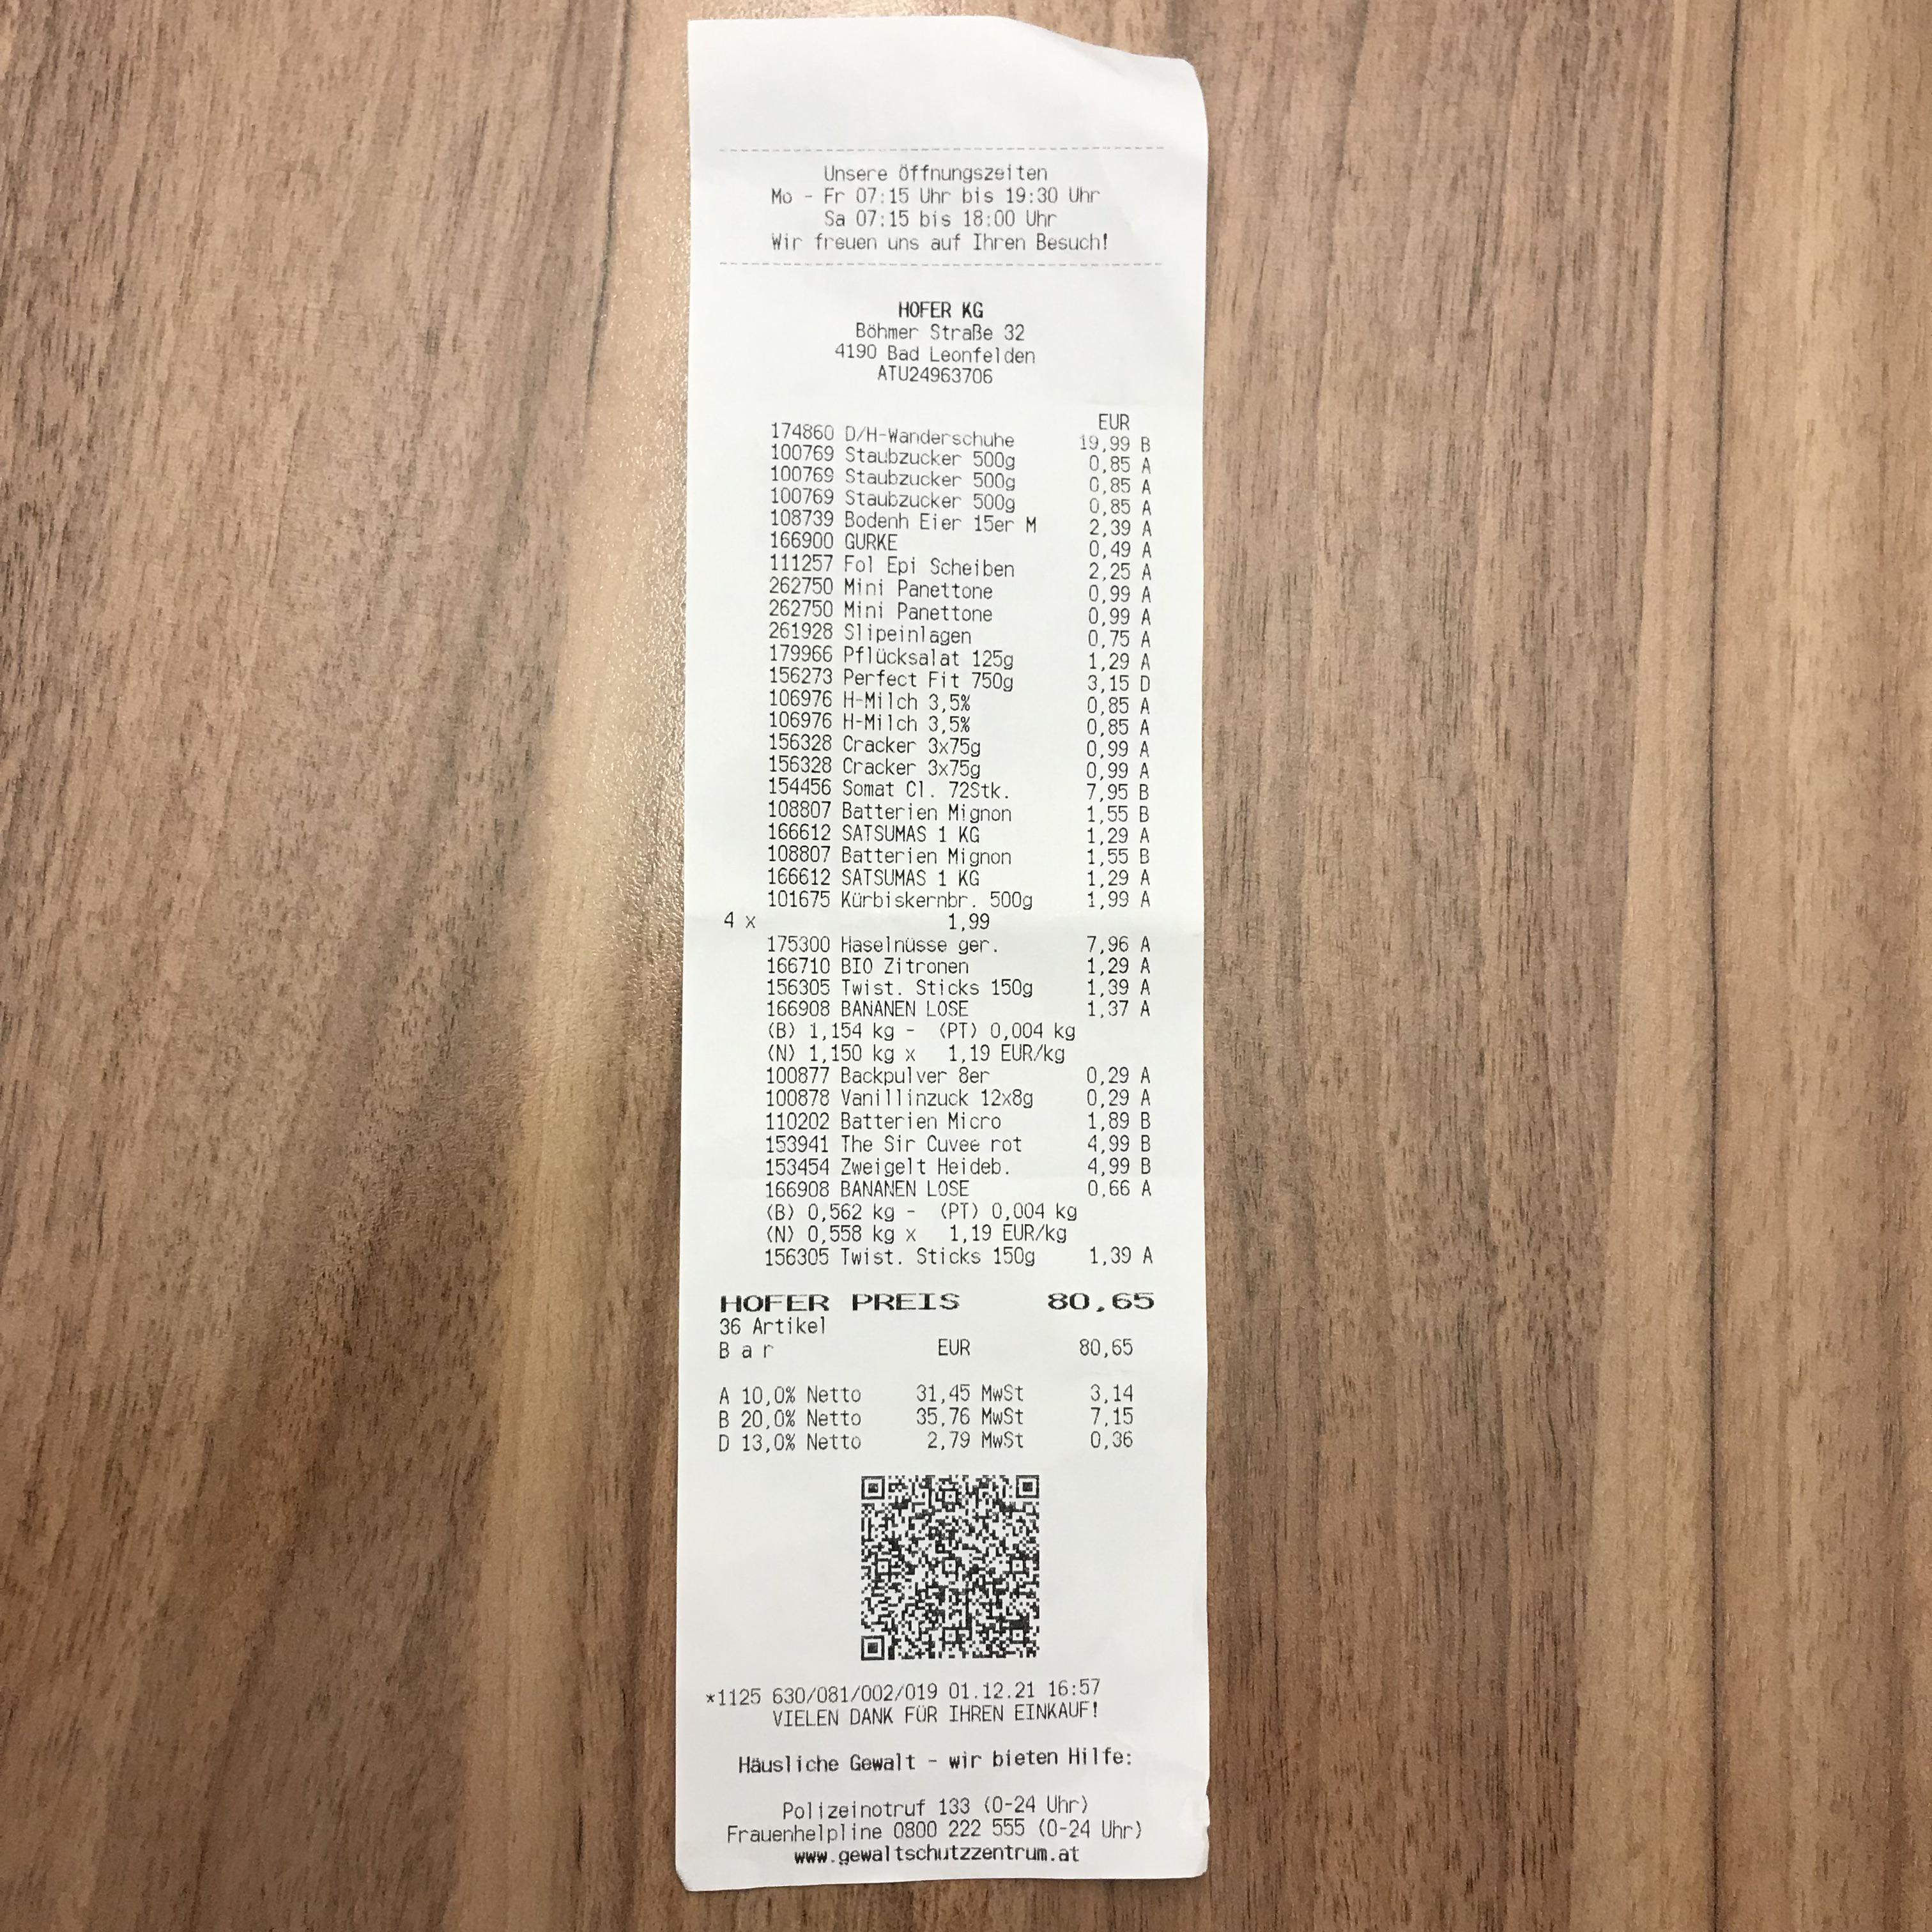 Unsere Öffnungszeiten
Mo - Fr 07:15 Uhr bis 19:30 Uhr
Sa 07:15 bis 18:00 Uhr
Wir freuen uns auf Ihren Besuch!
HOFER KG
Böhmer Straße 32
4190 Bad Leonfelden
ATU24963706
EUR
174860 D/H-Wanderschuhe 19,99 B
100769 Staubzucker 500g 0,85 A
100769 Staubzucker 500g 0,85 A
100769 Staubzucker 500g 0,85 A
108739 Bodenh Eier 15er M 2,39 A
166900 GURKE 0,49 A
111257 Fol Epi Scheiben 2,25 A
262750 Mini Panettone 0,99 A
262750 Mini Panettone 0,99 A
261928 Slipeinlagen 0,75 A
179966 Pflücksalat 125g 1,29 A
156273 Perfect Fit 750g 3,15 D
106976 H-Milch 3,5% 0,85 A
106976 H-Milch 3,5% 0,85 A
156328 Cracker 3x75g 0,99 A
156328 Cracker 3x75g 0,99 A
154456 Somat Cl. 72Stk. 7,95 B
108807 Batterien Mignon 1,55 B
166612 SATSUMAS 1 KG 1,29 A
108807 Batterien Mignon 1,55 B
166612 SATSUMAS 1 KG 1,29 A
101675 Kürbiskernbr. 500g 1,99 A
4 x 1,99
175300 Haselnüsse ger. 7,96 A
166710 BIO Zitronen 1,29 A
156305 Twist. Sticks 150g 1,39 A
166908 BANANEN LOSE 1,37 A
(B) 1,154 kg - (PT) 0,004 kg
(N) 1,150 kg x 1,19 EUR/kg
100877 Backpulver 8er 0,29 A
100878 Vanillinzuck 12x8g 0,29 A
110202 Batterien Micro 1,89 B
153941 The Sir Cuvee rot 4,99 B
153454 Zweigelt Heideb. 4,99 B
166908 BANANEN LOSE 0,66 A
(B) 0,562 kg - (PT) 0,004 kg
(N) 0,558 kg x 1,19 EUR/kg
156305 Twist. Sticks 150g 1,39 A
HOFER PREIS 80,65
36 Artikel
Bar EUR 80,65
A 10,0% Netto 31,45 MwSt 3,14
B 20,0% Netto 35,76 MwSt 7,15
D 13,0% Netto 2,79 MwSt 0,36
*1125 630/081/002/019 01.12.21 16:57
VIELEN DANK FÜR IHREN EINKAUF!
Häusliche Gewalt - wir bieten Hilfe:
Polizeinotruf 133 (0-24 Uhr)
Frauenhelpline 0800 222 555 (0-24 Uhr)
www.gewaltschutzzentrum.at